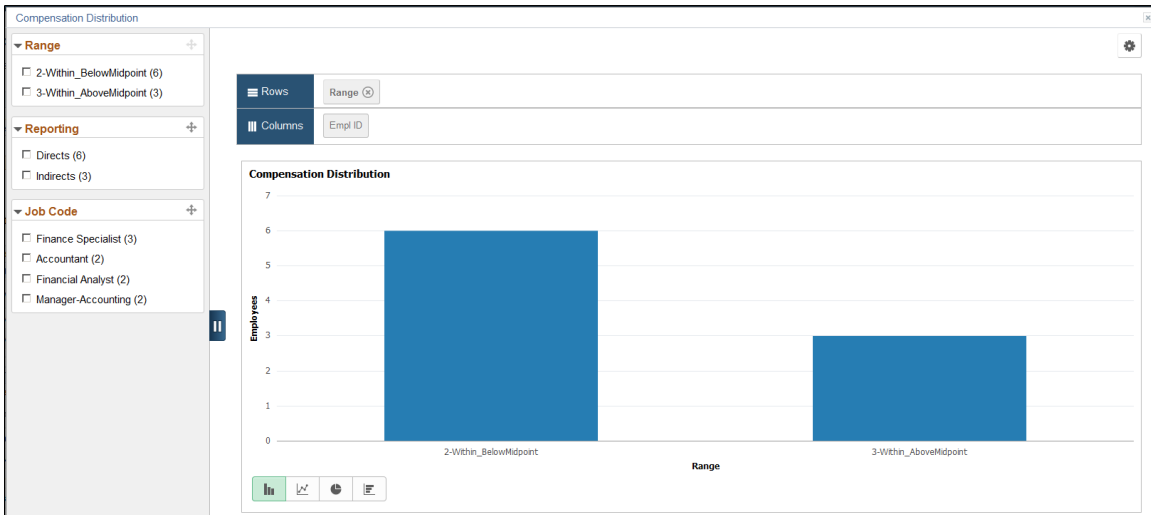 Compensation Distribution
Range
2-Within_BelowMidpoint (6)
3-Within_AboveMidpoint (3)
Reporting
Directs (6)
Indirects (3)
Job Code
Finance Specialist (3)
Accountant (2)
Financial Analyst (2)
Manager-Accounting (2)
Rows
Range
Columns
Empl ID
Compensation Distribution
7
6
5
4
3
2
1
0
Employees
2-Within_BelowMidpoint
3-Within_AboveMidpoint
Range